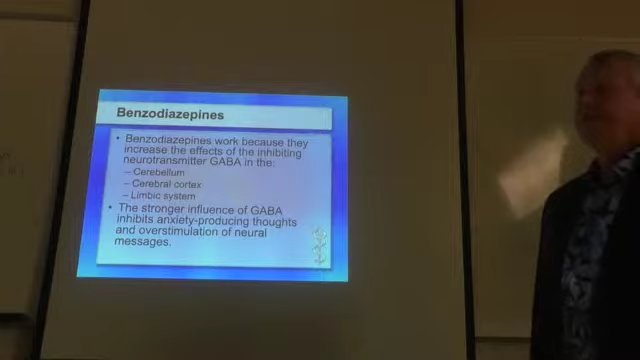 Benzodiazepines
• Benzodiazepines work because they
increase the effects of the inhibiting
neurotransmitter GABA in the:
– Cerebellum
– Cerebral cortex
– Limbic system
• The stronger influence of GABA
inhibits anxiety-producing thoughts
and overstimulation of neural
messages.